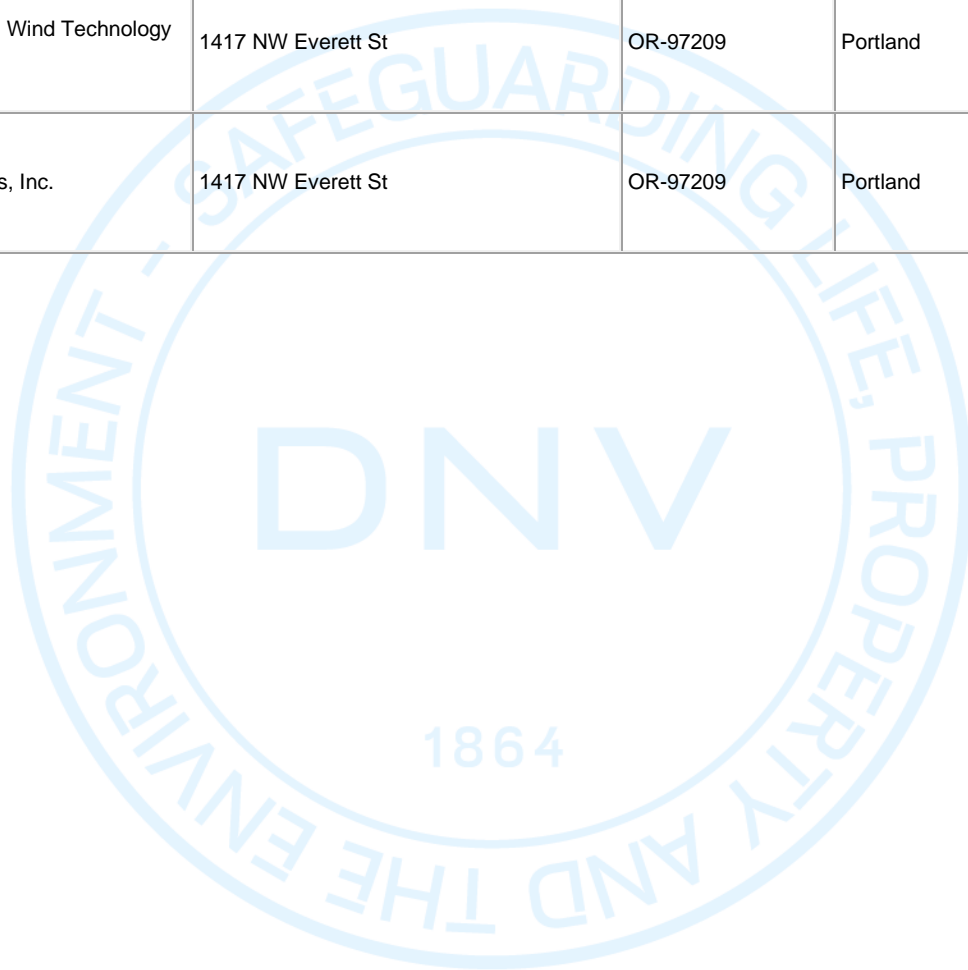 Wind Technology
1417 NW Everett St OR-97209 Portland
s, Inc. 1417 NW Everett St OR-97209 Portland
SAFEGUARDING LIFE, PROPERTY AND THE ENVIRONMENT -
DNV
1864